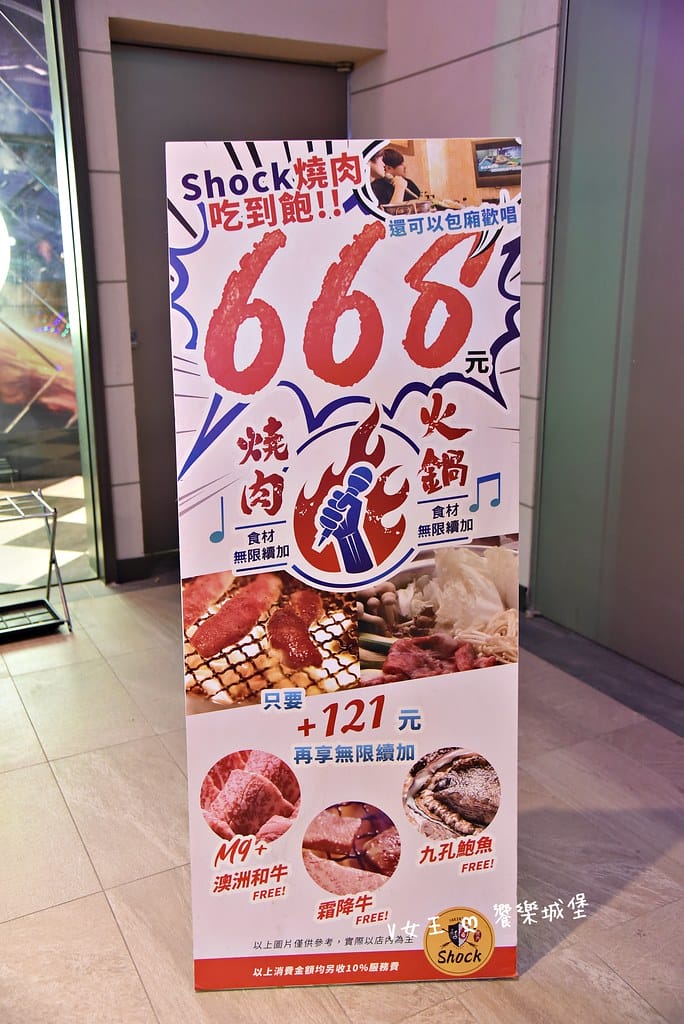 Shock燒肉
吃到飽!!
還可以包廂歡唱
668元
燒肉
食材
無限續加
火鍋
食材
無限續加
只要
+121元
再享無限續加
M9+
澳洲和牛
FREE!
霜降牛
FREE!
九孔鮑魚
FREE!
以上圖片僅供參考，實際以店內為主
以上消費金額均另收10%服務費
Shock
V女王 ღ 饗樂城堡